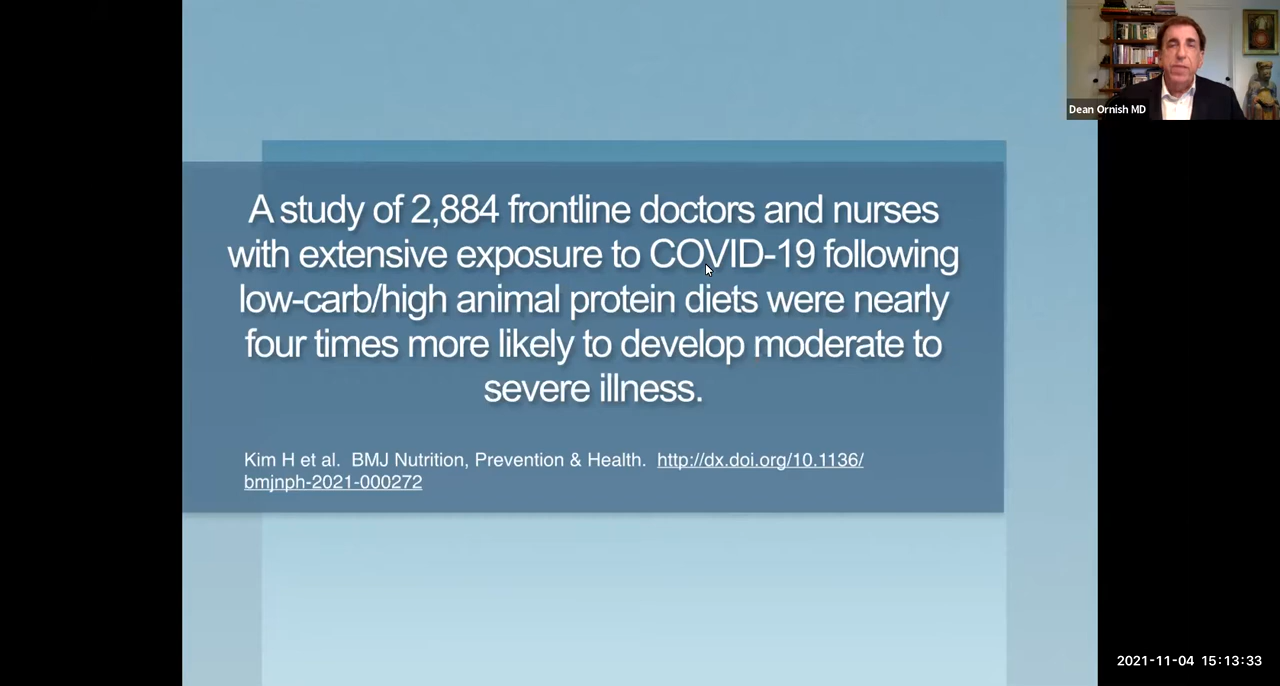 Dean Ornish MD
A study of 2,884 frontline doctors and nurses
with extensive exposure to COVID-19 following
low-carb/high animal protein diets were nearly
four times more likely to develop moderate to
severe illness.
Kim H et al. BMJ Nutrition, Prevention & Health. http://dx.doi.org/10.1136/
bmjnph-2021-000272
2021-11-04 15:13:33